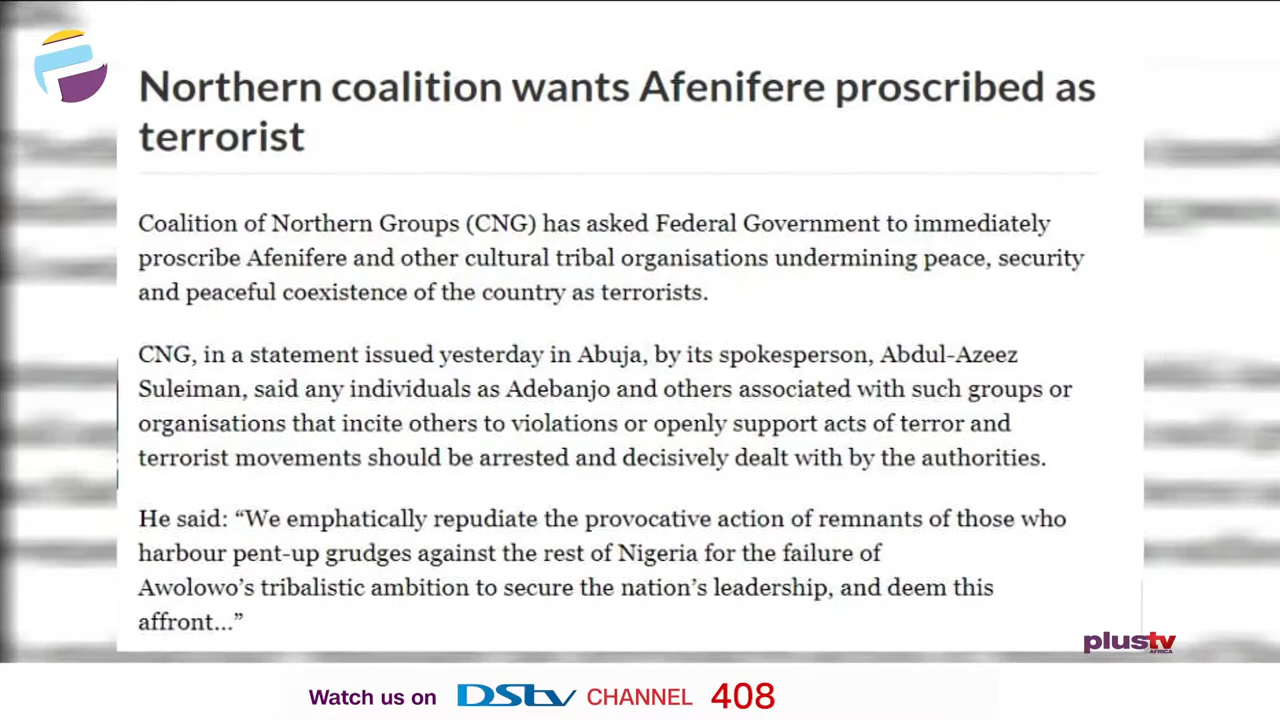 Northern coalition wants Afenifere proscribed as
terrorist
Coalition of Northern Groups (CNG) has asked Federal Government to immediately
proscribe Afenifere and other cultural tribal organisations undermining peace, security
and peaceful coexistence of the country as terrorists.
CNG, in a statement issued yesterday in Abuja, by its spokesperson, Abdul-Azeez
Suleiman, said any individuals as Adebanjo and others associated with such groups or
organisations that incite others to violations or openly support acts of terror and
terrorist movements should be arrested and decisively dealt with by the authorities.
He said: “We emphatically repudiate the provocative action of remnants of those who
harbour pent-up grudges against the rest of Nigeria for the failure of
Awolowo’s tribalistic ambition to secure the nation’s leadership, and deem this
affront...”
plustv
AFRICA
Watch us on DStv CHANNEL 408